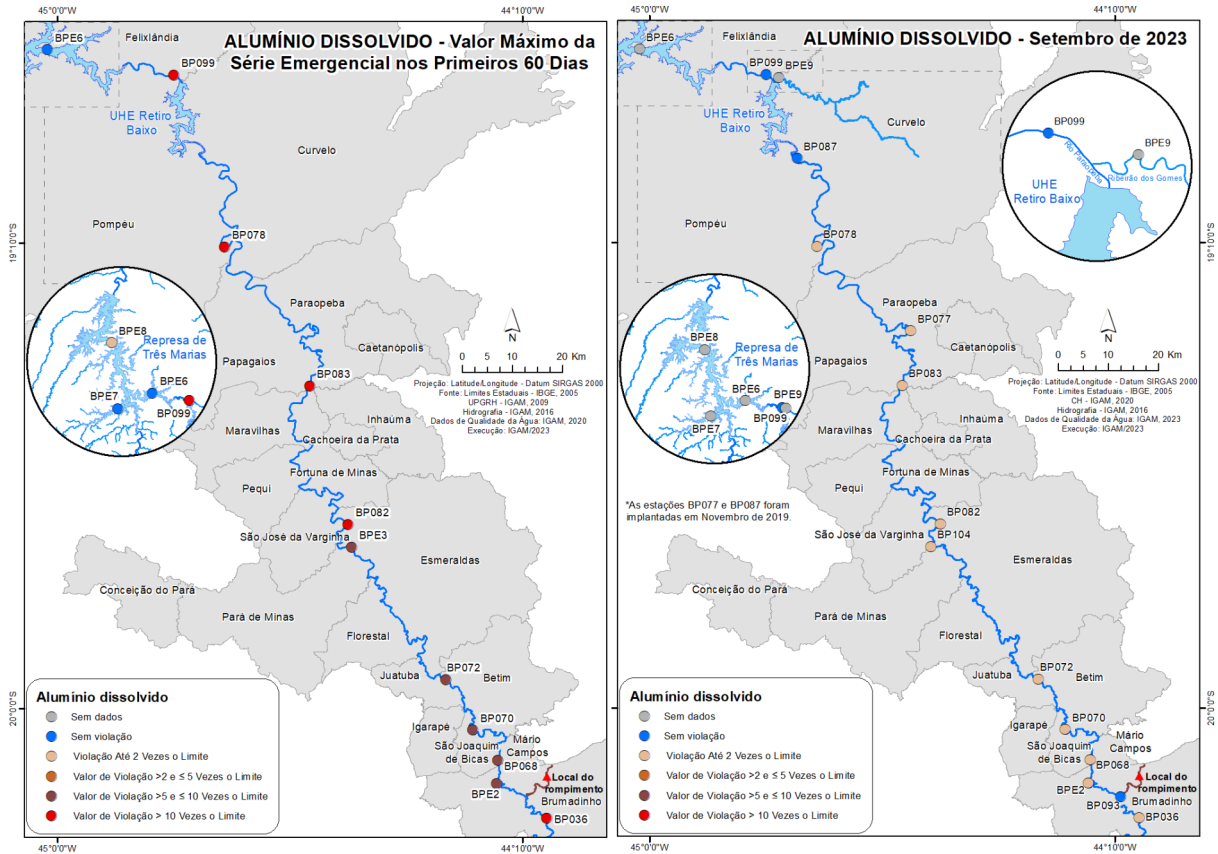 45°0'0"W
44°10'0"W
ALUMÍNIO DISSOLVIDO - Valor Máximo da
Série Emergencial nos Primeiros 60 Dias
BPE6
Felixlândia
BP099
UHE Retiro
Baixo
Curvelo
Pompéu
BP078
19°10'0"S
Paraopeba
Caetanópolis
BPE8
Represa de
Três Marias
BPE6
BPE7
BP099
Papagaios
BP083
0 5 10 20 Km
Projeção: Latitude/Longitude - Datum SIRGAS 2000
Fonte: Limites Estaduais - IBGE, 2005
UPGRH - IGAM, 2009
Hidrografia - IGAM, 2016
Dados de Qualidade da Água: IGAM, 2020
Execução: IGAM/2023
Inhaúma
Maravilhas
Cachoeira da Prata
Fortuna de Minas
Pequi
BP082
São José da Varginha
BPE3
Esmeraldas
Conceição do Pará
Pará de Minas
Florestal
BP072
Juatuba
Betim
BP070
Igarapé
Mário
Campos
São Joaquim
de Bicas
BP068
Local do
rompimento
BPE2
Brumadinho
BP036
Alumínio dissolvido
Sem dados
Sem violação
Violação Até 2 Vezes o Limite
Valor de Violação >2 e ≤ 5 Vezes o Limite
Valor de Violação >5 e ≤ 10 Vezes o Limite
Valor de Violação > 10 Vezes o Limite
45°0'0"W
44°10'0"W
45°0'0"W
44°10'0"W
ALUMÍNIO DISSOLVIDO - Setembro de 2023
BPE6
Felixlândia
BP099
BPE9
UHE Retiro
Baixo
Curvelo
BP087
BP099
BPE9
Rio Paraopeba
Ribeirão dos Gomes
UHE
Retiro Baixo
Pompéu
BP078
19°10'0"S
Paraopeba
BP077
Caetanópolis
BPE8
Represa de
Três Marias
BPE6
BPE9
BPE7
BP099
Papagaios
BP083
0 5 10 20 Km
Projeção: Latitude/Longitude - Datum SIRGAS 2000
Fonte: Limites Estaduais - IBGE, 2005
CH - IGAM, 2020
Hidrografia - IGAM, 2016
Dados de Qualidade da Água: IGAM, 2023
Execução: IGAM/2023
Inhaúma
Maravilhas
Cachoeira da Prata
Fortuna de Minas
Pequi
*As estações BP077 e BP087 foram
implantadas em Novembro de 2019.
BP082
São José da Varginha
BP104
Esmeraldas
Conceição do Pará
Pará de Minas
Florestal
BP072
Juatuba
Betim
20°0'0"S
BP070
Igarapé
Mário
Campos
São Joaquim
de Bicas
BP068
Local do
rompimento
BPE2
BP093
Brumadinho
BP036
Alumínio dissolvido
Sem dados
Sem violação
Violação Até 2 Vezes o Limite
Valor de Violação >2 e ≤ 5 Vezes o Limite
Valor de Violação >5 e ≤ 10 Vezes o Limite
Valor de Violação > 10 Vezes o Limite
45°0'0"W
44°10'0"W